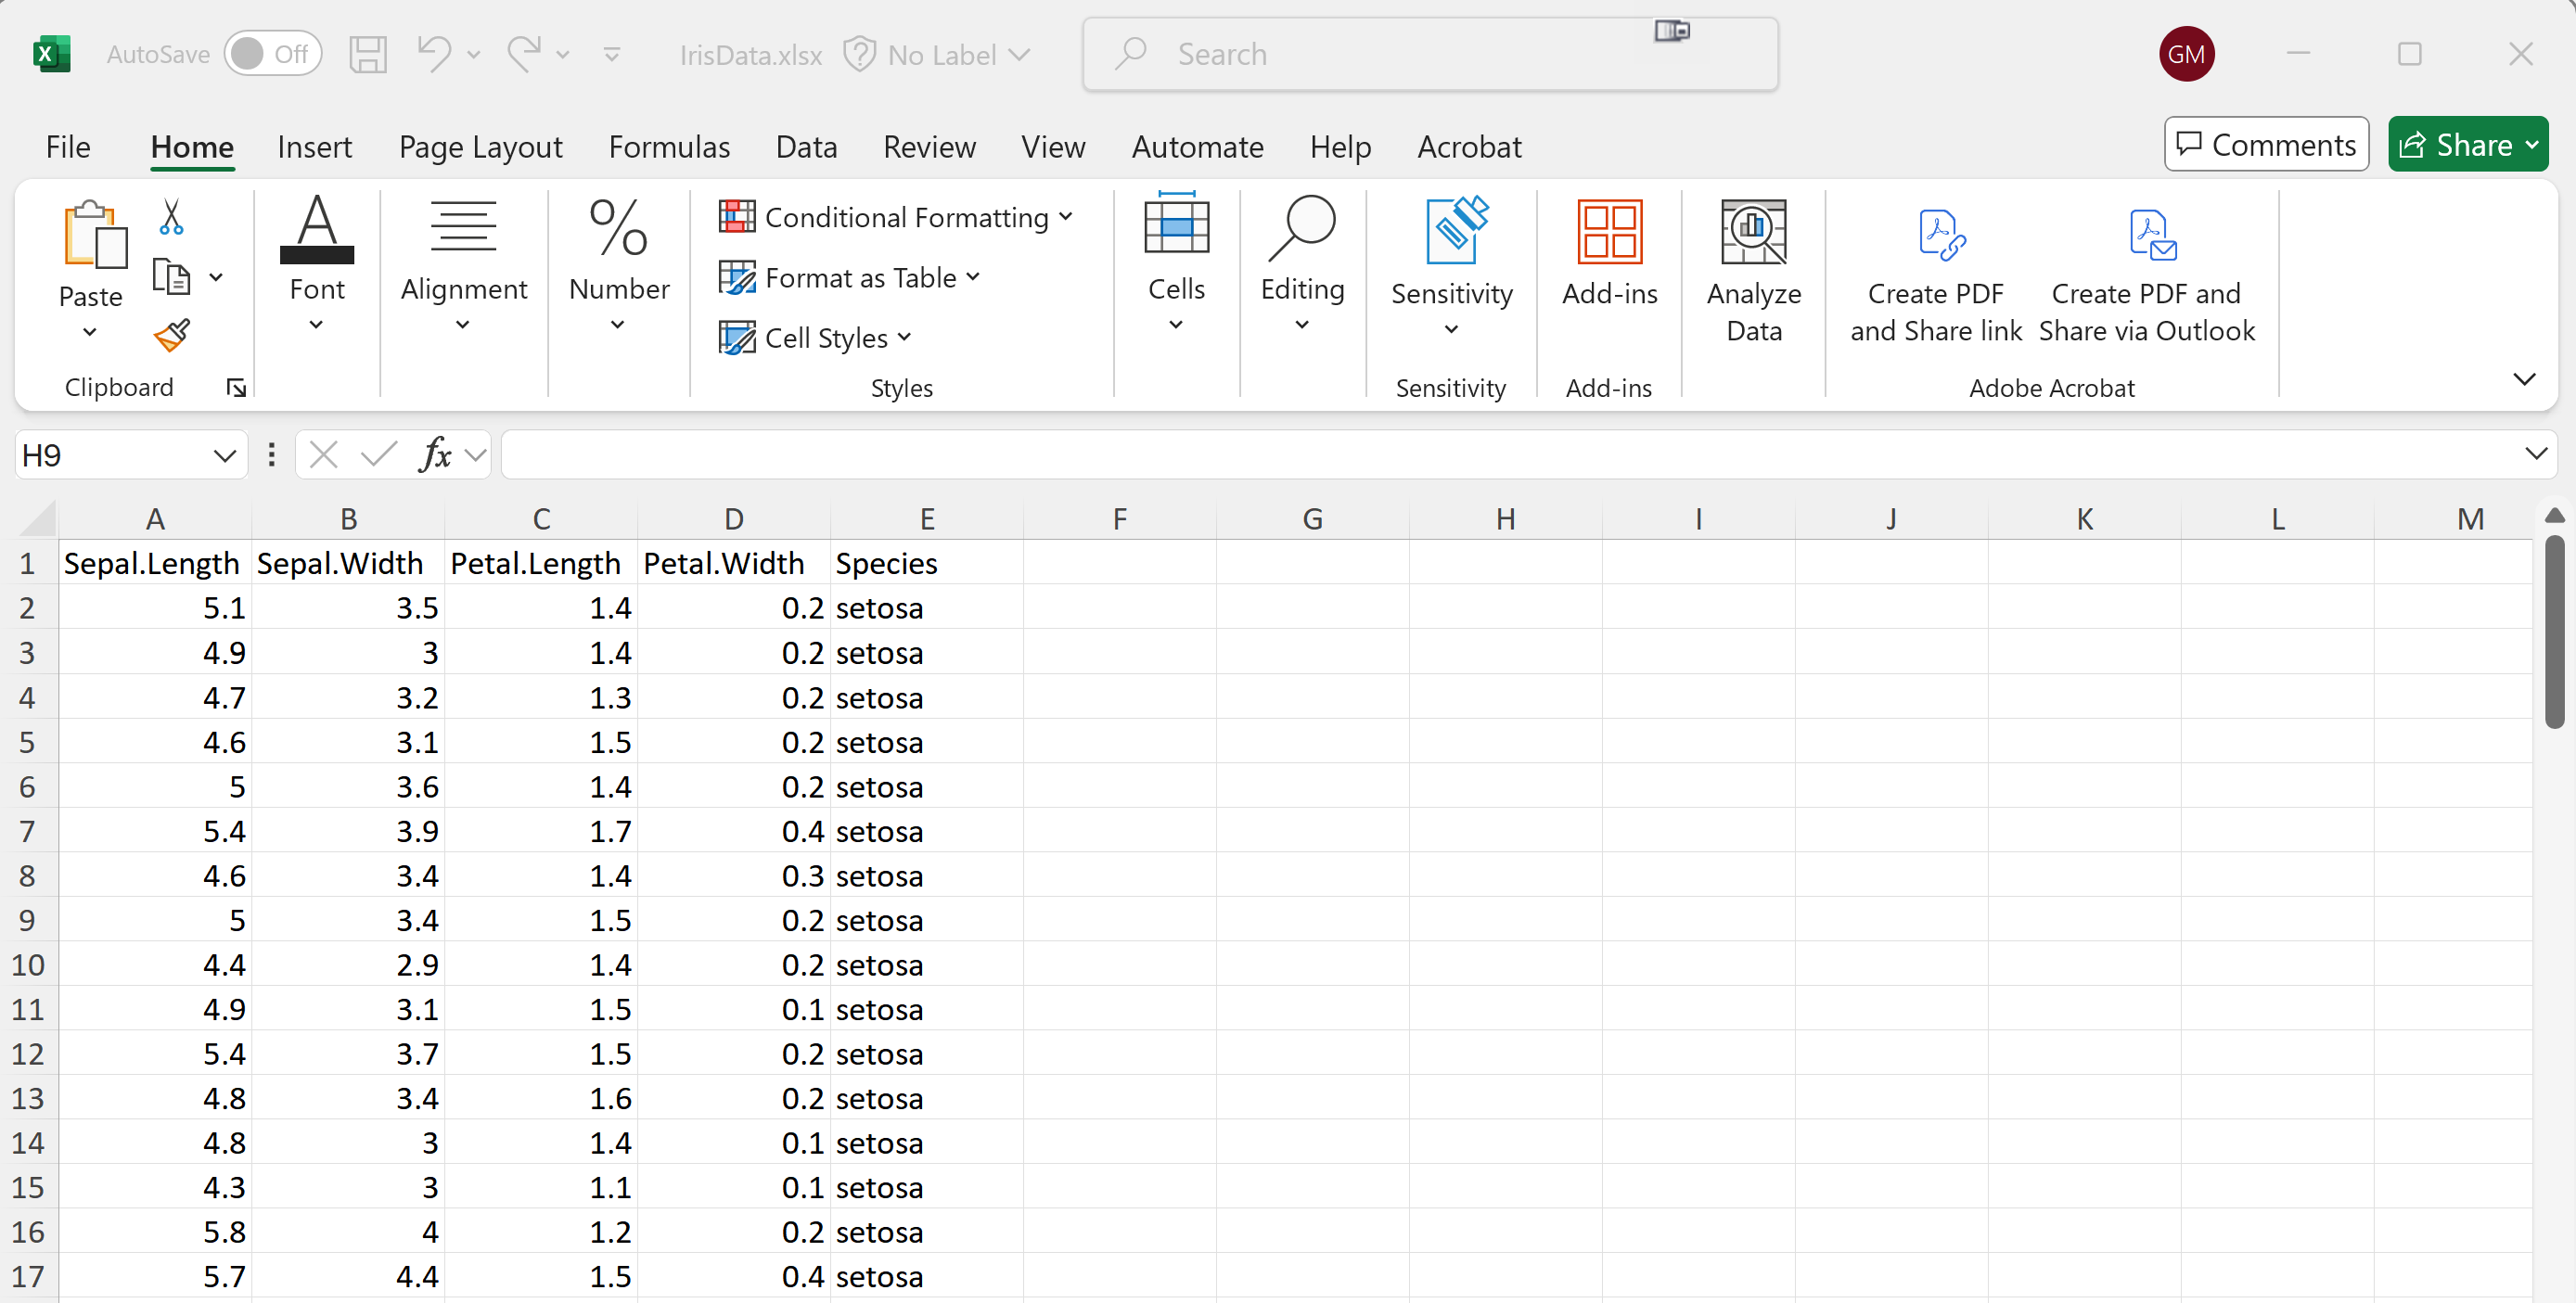 AutoSave Off IrisData.xlsx No Label Search GM
File Home Insert Page Layout Formulas Data Review View Automate Help Acrobat Comments Share
Paste
Clipboard
Font
Alignment
Number
Conditional Formatting
Format as Table
Cell Styles
Styles
Cells
Editing
Sensitivity
Sensitivity
Add-ins
Add-ins
Analyze
Data
Create PDF
and Share link
Create PDF and
Share via Outlook
Adobe Acrobat
H9 fx
A B C D E F G H I J K L M
1 Sepal.Length Sepal.Width Petal.Length Petal.Width Species
2 5.1 3.5 1.4 0.2 setosa
3 4.9 3 1.4 0.2 setosa
4 4.7 3.2 1.3 0.2 setosa
5 4.6 3.1 1.5 0.2 setosa
6 5 3.6 1.4 0.2 setosa
7 5.4 3.9 1.7 0.4 setosa
8 4.6 3.4 1.4 0.3 setosa
9 5 3.4 1.5 0.2 setosa
10 4.4 2.9 1.4 0.2 setosa
11 4.9 3.1 1.5 0.1 setosa
12 5.4 3.7 1.5 0.2 setosa
13 4.8 3.4 1.6 0.2 setosa
14 4.8 3 1.4 0.1 setosa
15 4.3 3 1.1 0.1 setosa
16 5.8 4 1.2 0.2 setosa
17 5.7 4.4 1.5 0.4 setosa